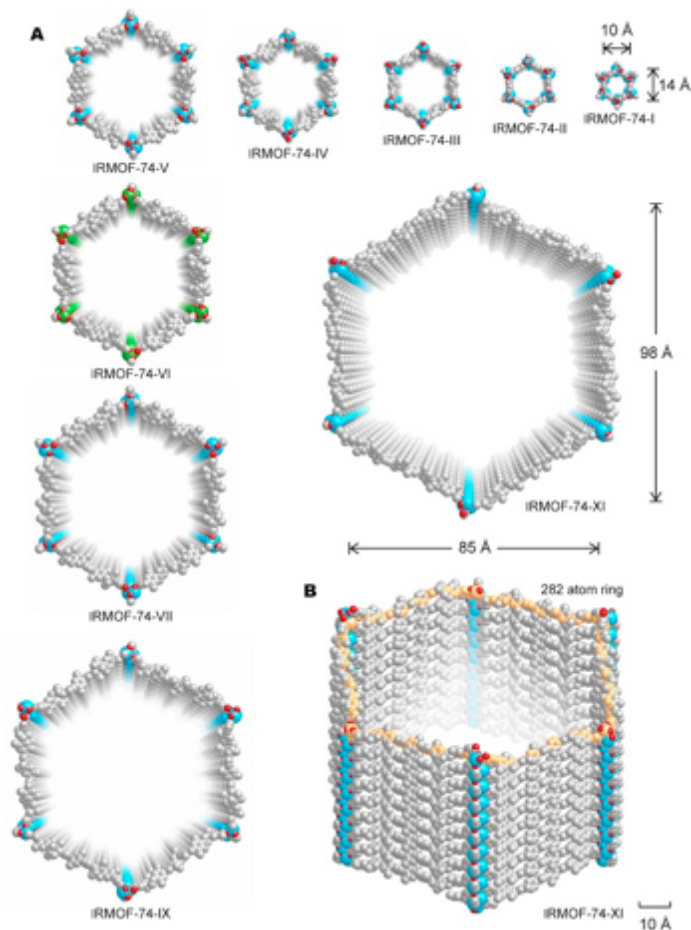 A
10 Å
14 Å
IRMOF-74-V
IRMOF-74-IV
IRMOF-74-III
IRMOF-74-II
IRMOF-74-I
IRMOF-74-VI
98 Å
IRMOF-74-XI
85 Å
IRMOF-74-VII
B
282 atom ring
IRMOF-74-IX
IRMOF-74-XI
10 Å